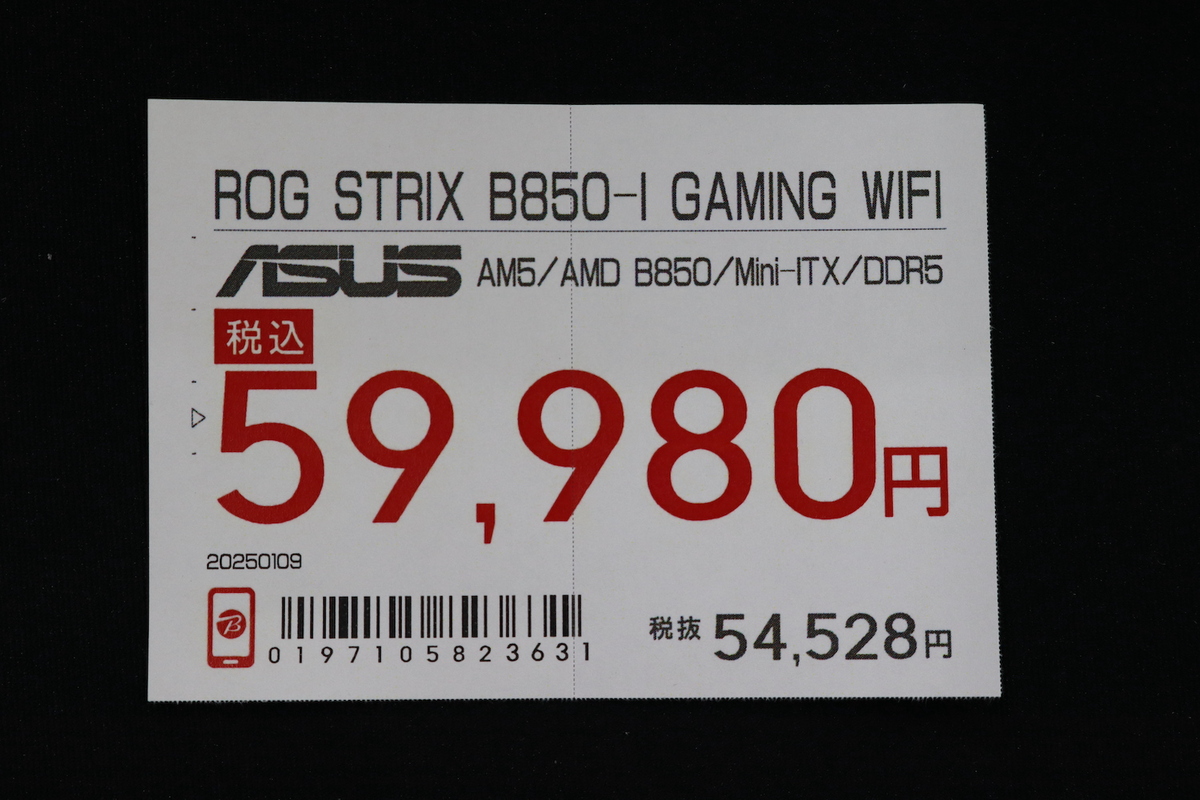 ROG STRIX B850-I GAMING WIFI
ASUS AM5/AMD B850/Mini-ITX/DDR5
税込
59,980円
20250109
B
0197105823631
税抜 54,528円